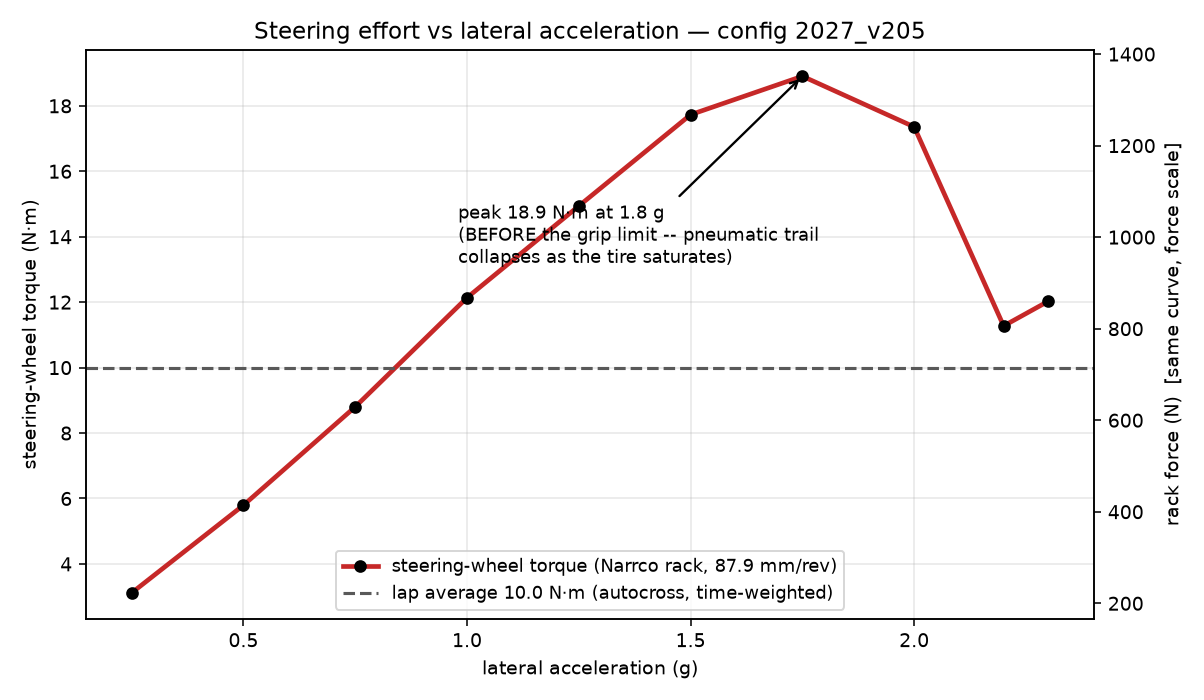 Steering effort vs lateral acceleration — config 2027_v205
steering-wheel torque (N·m)
18
16
14
12
10
8
6
4
peak 18.9 N·m at 1.8 g
(BEFORE the grip limit -- pneumatic trail
collapses as the tire saturates)
steering-wheel torque (Narrco rack, 87.9 mm/rev)
lap average 10.0 N·m (autocross, time-weighted)
0.5
1.0
1.5
2.0
lateral acceleration (g)
1400
1200
1000
800
600
400
200
rack force (N)  [same curve, force scale]